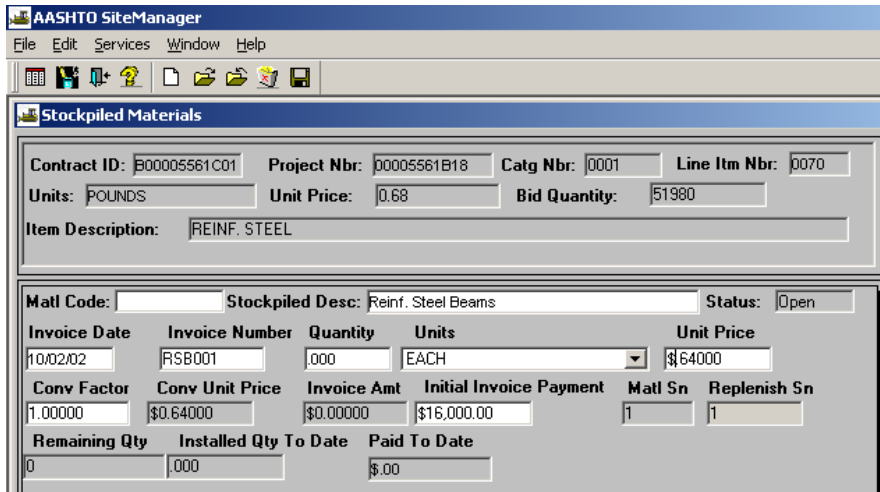 AASHTO SiteManager
File Edit Services Window Help
Stockpiled Materials
Contract ID: B00005561C01 Project Nbr: 00005561B18 Catg Nbr: 0001 Line Itm Nbr: 0070
Units: POUNDS Unit Price: 0.68 Bid Quantity: 51980
Item Description: REINF. STEEL
Matl Code: Stockpiled Desc: Reinf. Steel Beams Status: Open
Invoice Date Invoice Number Quantity Units Unit Price
10/02/02 RSB001 .000 EACH $.64000
Conv Factor Conv Unit Price Invoice Amt Initial Invoice Payment Matl Sn Replenish Sn
1.00000 $0.64000 $0.00000 $16,000.00 1 1
Remaining Qty Installed Qty To Date Paid To Date
0 .000 $.00